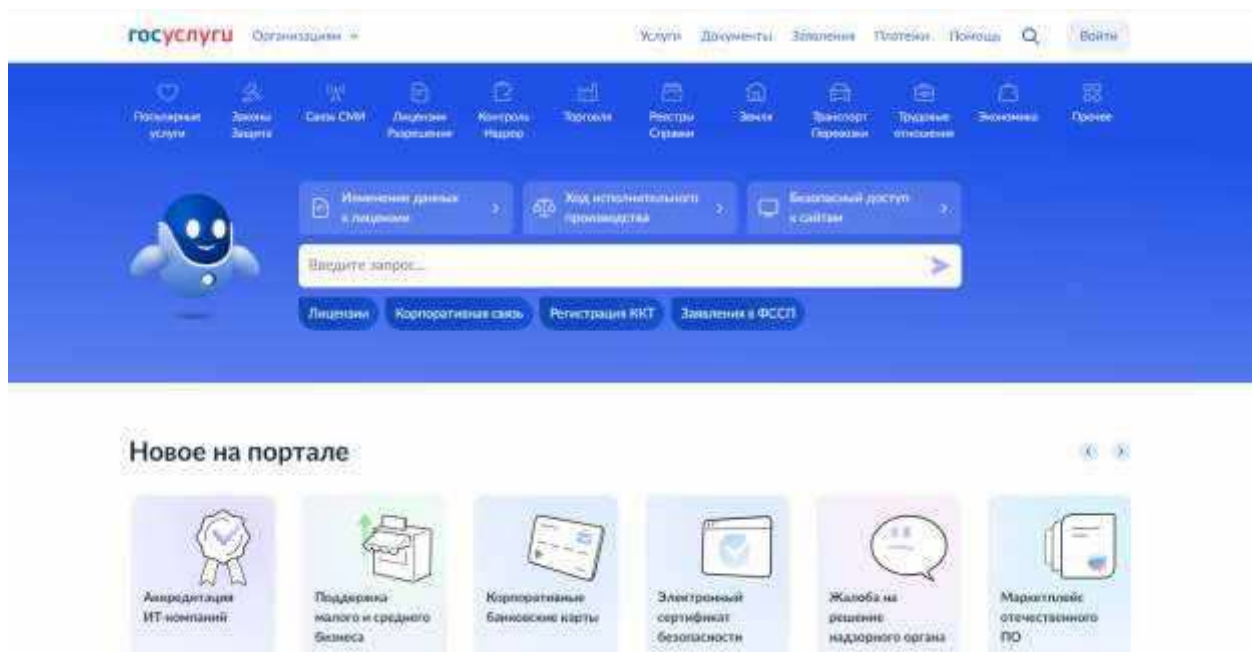 госуслуги Организациям
Услуги Документы Заявления Платежи Помощь Войти
Популярные Законы Связь СМИ Лицензии Контроль Торговля Реестры Земля Транспорт Трудовые Экономика Прочее
услуги Защита Разрешения Надзор Справки Перевозки отношения
Изменение данных Ход исполнительного Безопасный доступ
в лицензии производства к сайтам
Введите запрос...
Лицензии Корпоративная связь Регистрация ККТ Заявления в ФССП
Новое на портале
Аккредитация Поддержка Корпоративные Электронный Жалоба на Маркетплейс
ИТ-компаний малого и среднего банковские карты сертификат решение отечественного
бизнеса безопасности надзорного органа ПО